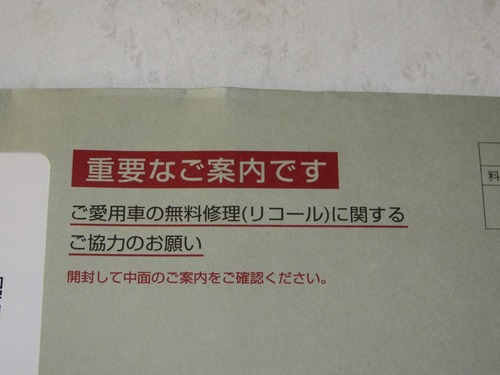 重要なご案内です
ご愛用車の無料修理(リコール)に関する
ご協力のお願い
開封して中面のご案内をご確認ください。
料